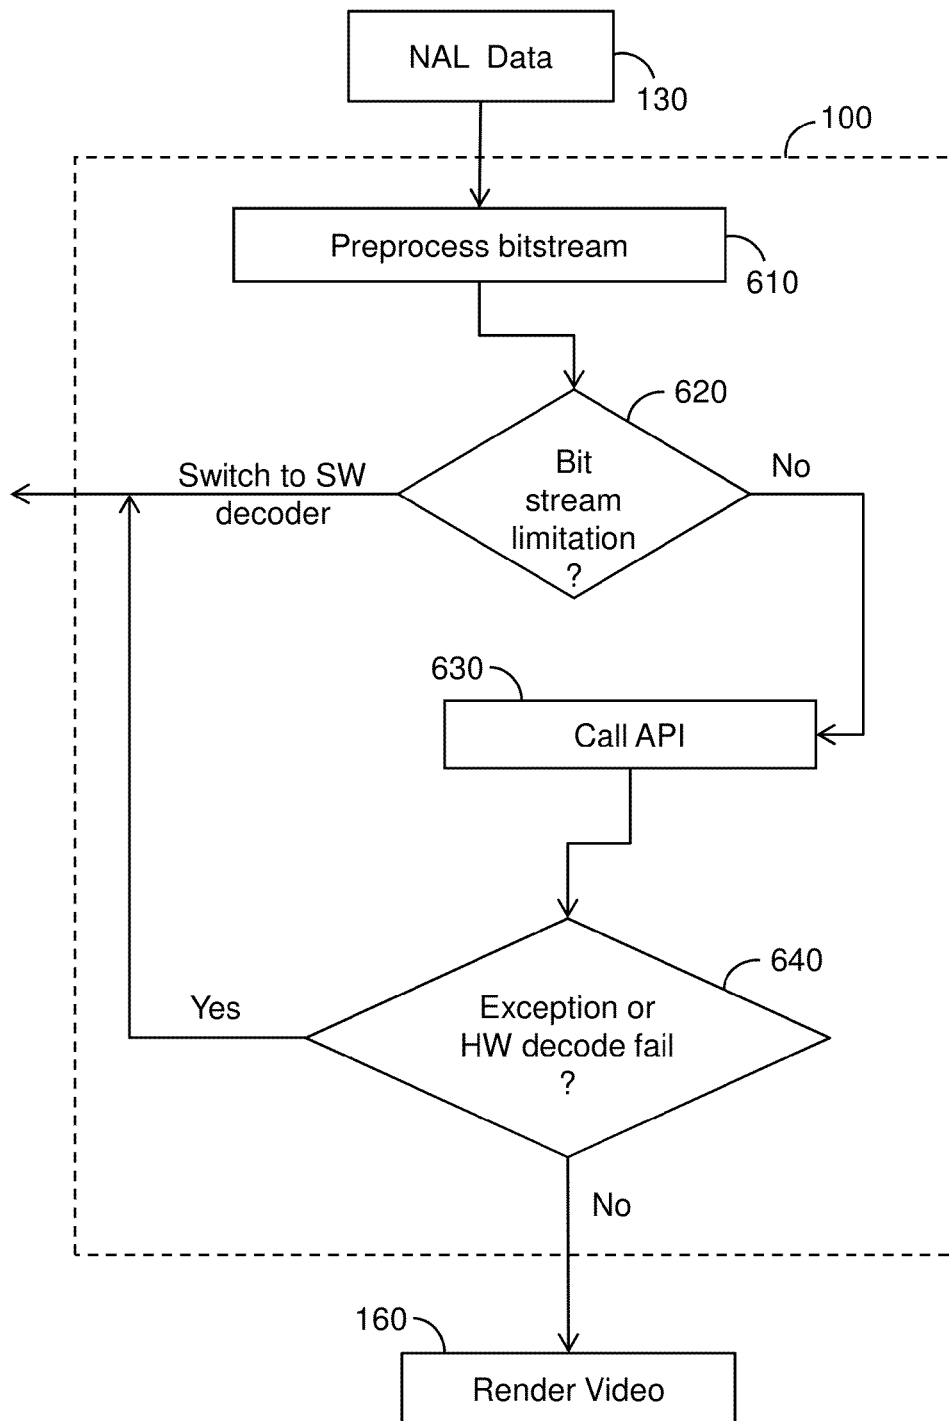 NAL Data
130
100
Preprocess bitstream
610
620
Bit
stream
limitation
?
No
Switch to SW
decoder
630
Call API
640
Exception or
HW decode fail
?
Yes
No
160
Render Video